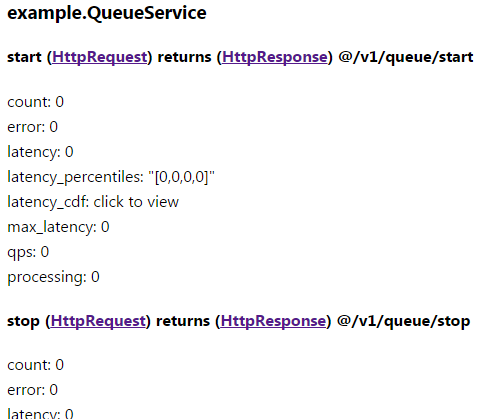 example.QueueService
start (HttpRequest) returns (HttpResponse) @/v1/queue/start
count: 0
error: 0
latency: 0
latency_percentiles: "[0,0,0,0]"
latency_cdf: click to view
max_latency: 0
qps: 0
processing: 0
stop (HttpRequest) returns (HttpResponse) @/v1/queue/stop
count: 0
error: 0
latency: 0